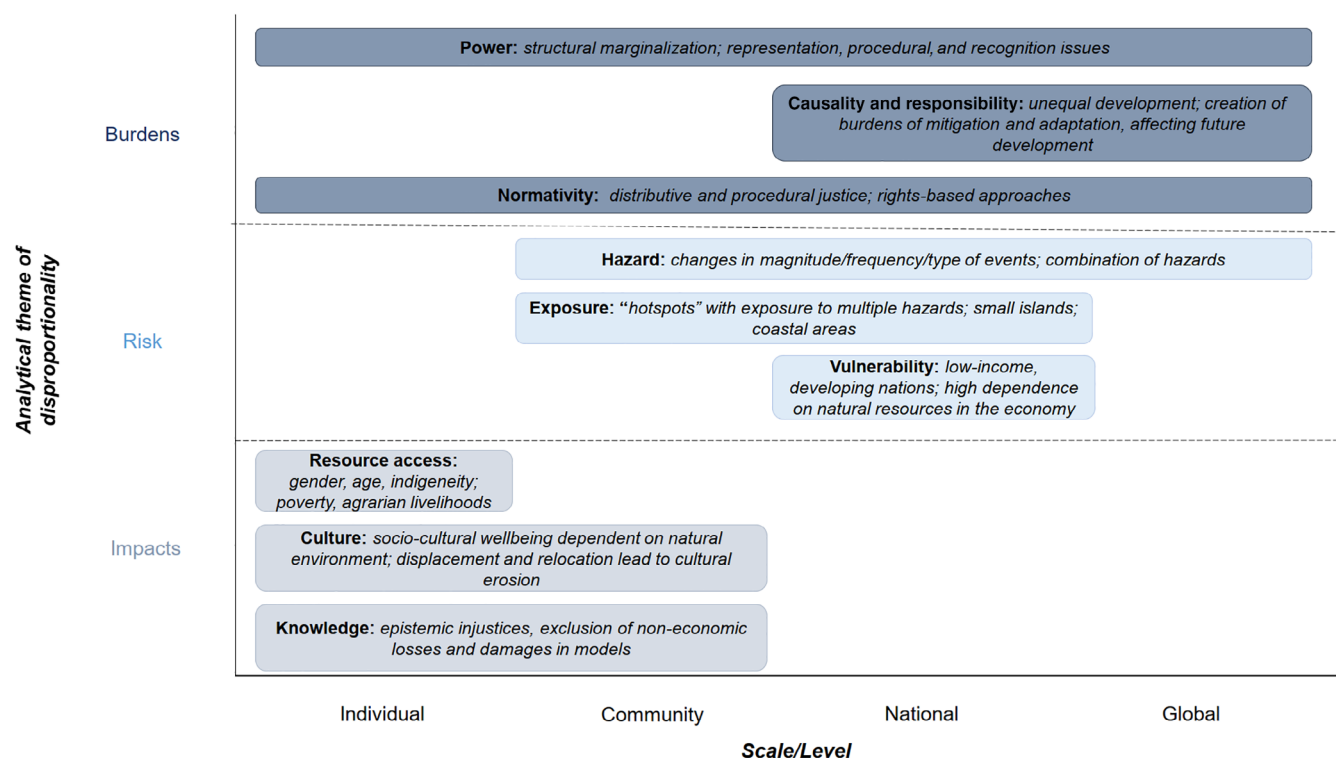 Power: structural marginalization; representation, procedural, and recognition issues
Causality and responsibility: unequal development; creation of
burdens of mitigation and adaptation, affecting future
development
Burdens
Normativity: distributive and procedural justice; rights-based approaches
Hazard: changes in magnitude/frequency/type of events; combination of hazards
Exposure: “hotspots” with exposure to multiple hazards; small islands;
coastal areas
Analytical theme of
disproportionality
Risk
Vulnerability: low-income,
developing nations; high dependence
on natural resources in the economy
Resource access:
gender, age, indigeneity;
poverty, agrarian livelihoods
Impacts
Culture: socio-cultural wellbeing dependent on natural
environment; displacement and relocation lead to cultural
erosion
Knowledge: epistemic injustices, exclusion of non-economic
losses and damages in models
Individual
Community
National
Global
Scale/Level